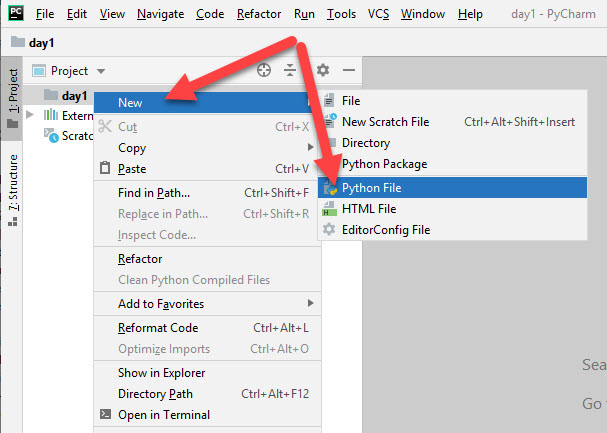 PC File Edit View Navigate Code Refactor Run Tools VCS Window Help day1 - PyCharm
day1
1: Project
Project
day1
Extern
Scratc
7: Structure
New
Cut Ctrl+X
Copy
Paste Ctrl+V
Find in Path... Ctrl+Shift+F
Replace in Path... Ctrl+Shift+R
Inspect Code...
Refactor
Clean Python Compiled Files
Add to Favorites
Reformat Code Ctrl+Alt+L
Optimize Imports Ctrl+Alt+O
Show in Explorer
Directory Path Ctrl+Alt+F12
Open in Terminal
File
New Scratch File Ctrl+Alt+Shift+Insert
Directory
Python Package
Python File
HTML File
EditorConfig File
Sea
Go